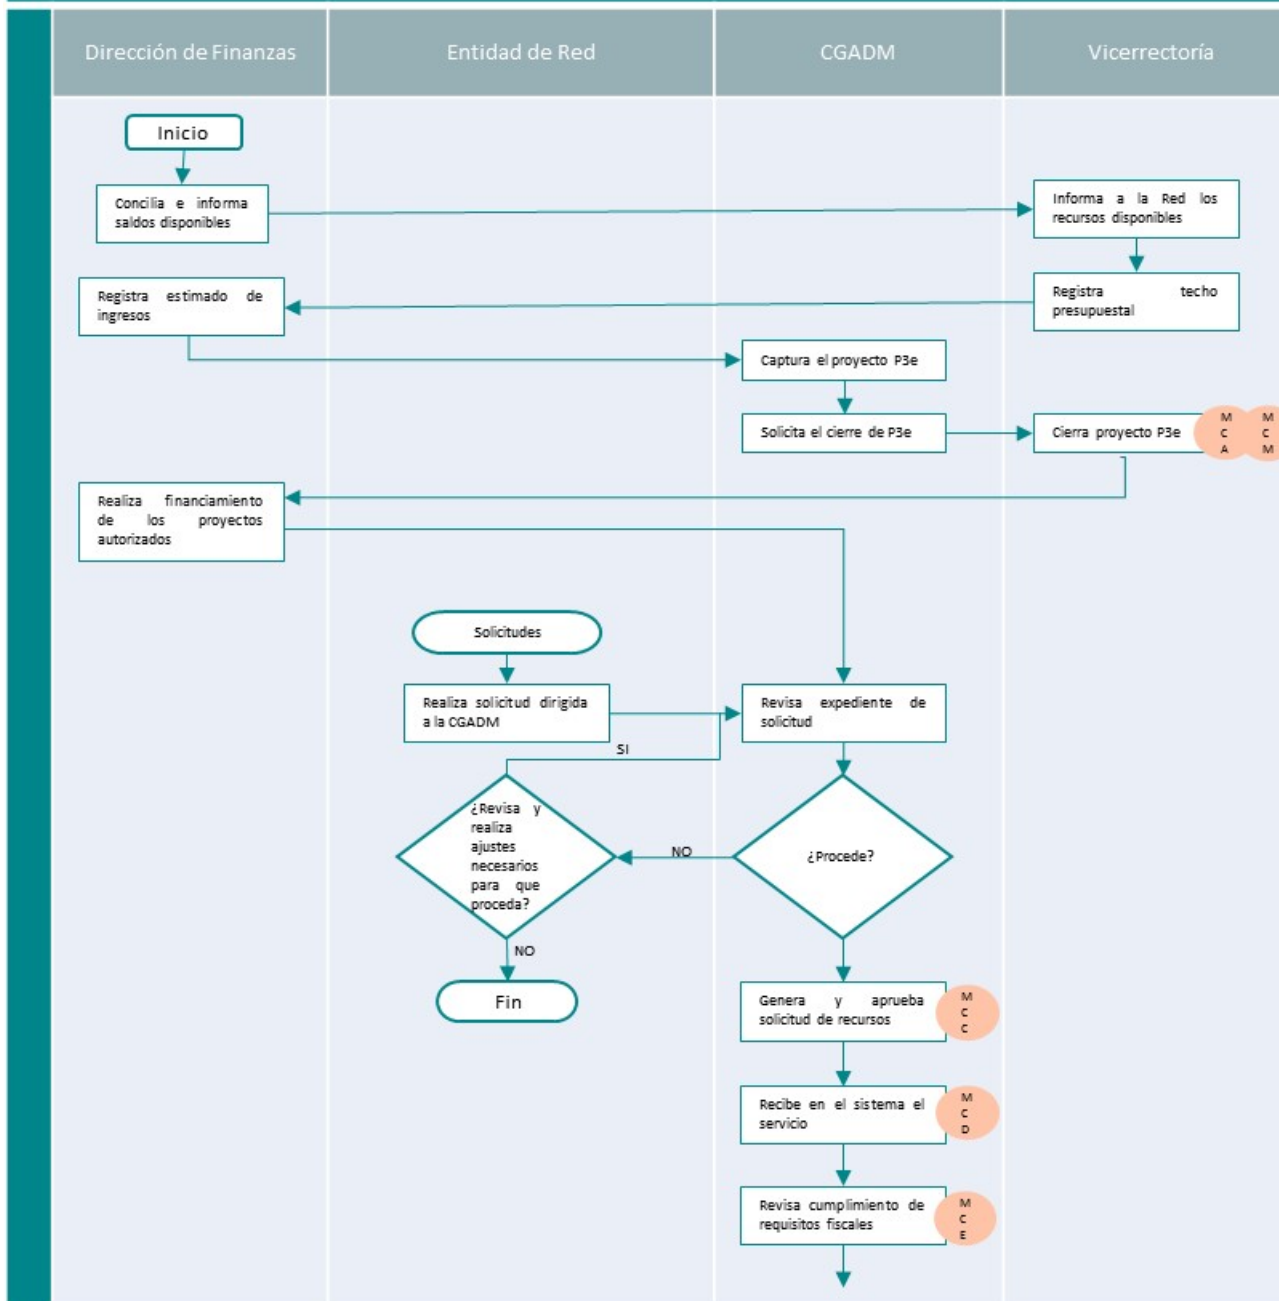 Dirección de Finanzas
Entidad de Red
CGADM
Vicerrectoría
Inicio
Concilia e informa
saldos disponibles
Informa a la Red los
recursos disponibles
Registra estimado de
ingresos
Registra techo
presupuestal
Captura el proyecto P3e
Solicita el cierre de P3e
Cierra proyecto P3e
M
C
A
M
C
M
Realiza financiamiento
de los proyectos
autorizados
Solicitudes
Realiza solicitud dirigida
a la CGADM
Revisa expediente de
solicitud
SI
¿Revisa y
realiza
ajustes
necesarios
para que
proceda?
NO
¿Procede?
NO
Fin
Genera y aprueba
solicitud de recursos
M
C
C
Recibe en el sistema el
servicio
M
C
D
Revisa cumplimiento de
requisitos fiscales
M
C
E